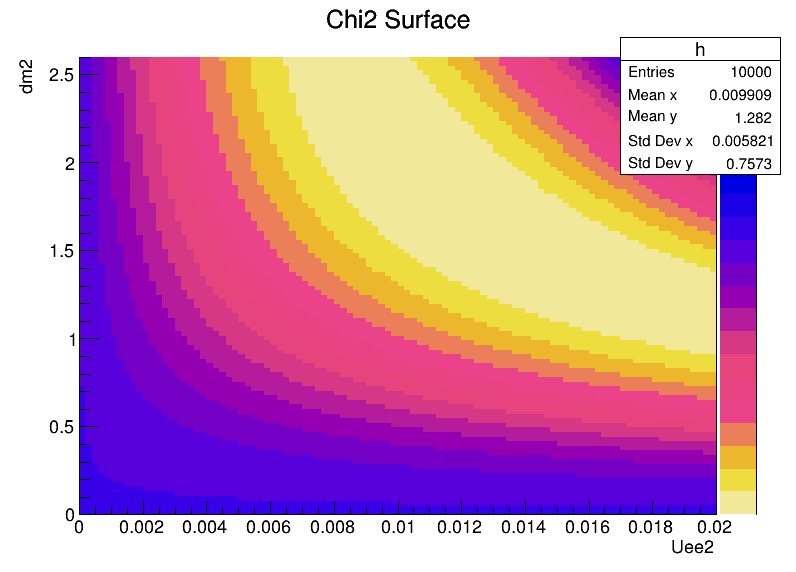 Chi2 Surface
dm2
h
Entries 10000
Mean x 0.009909
Mean y 1.282
Std Dev x 0.005821
Std Dev y 0.7573
2.5
2
1.5
1
0.5
0
0 0.002 0.004 0.006 0.008 0.01 0.012 0.014 0.016 0.018 0.02
Uee2